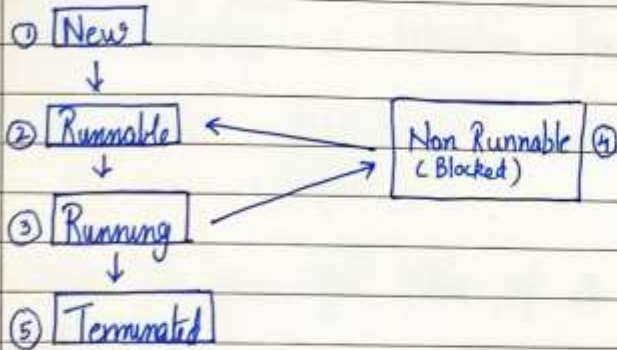 ① New
② Runnable
Non Runnable ④
(Blocked)
③ Running
⑤ Terminated